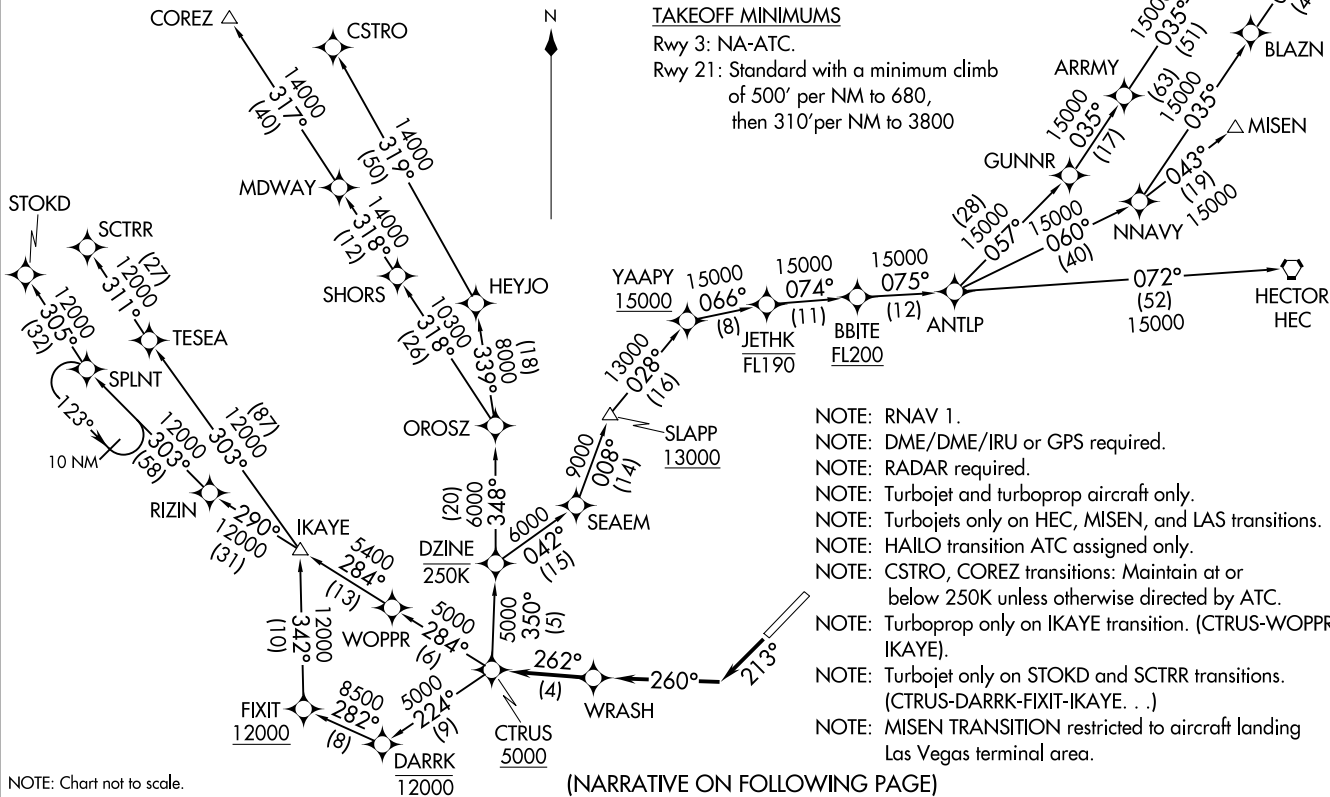 COREZ
CSTRO
N
TAKEOFF MINIMUMS
Rwy 3: NA-ATC.
Rwy 21: Standard with a minimum climb
of 500' per NM to 680,
then 310'per NM to 3800
15000
035°
(51)
BLAZN
14000
317°
(40)
14000
319°
(50)
ARRMY
15000
035°
(17)
(63)
15000
035°
MISEN
MDWAY
GUNNR
043°
(19)
15000
STOKD
SCTRR
14000
318°
(12)
NNAVY
(28)
15000
057°
15000
060°
(40)
(27)
12000
311°
SHORS
HEYJO
YAAPY
15000
15000
066°
(8)
15000
074°
(11)
15000
075°
(12)
072°
(52)
15000
HECTOR
HEC
12000
305°
(32)
TESEA
10300
318°
(26)
(18)
8000
339°
JETHK
FL190
BBITE
FL200
ANTLP
SPLNT
13000
028°
(16)
123°
10 NM
12000
303°
(58)
(87)
12000
303°
OROSZ
SLAPP
13000
NOTE: RNAV 1.
NOTE: DME/DME/IRU or GPS required.
NOTE: RADAR required.
NOTE: Turbojet and turboprop aircraft only.
NOTE: Turbojets only on HEC, MISEN, and LAS transitions.
NOTE: HAILO transition ATC assigned only.
NOTE: CSTRO, COREZ transitions: Maintain at or
below 250K unless otherwise directed by ATC.
NOTE: Turboprop only on IKAYE transition. (CTRUS-WOPPR
IKAYE).
NOTE: Turbojet only on STOKD and SCTRR transitions.
(CTRUS-DARRK-FIXIT-IKAYE. . .)
NOTE: MISEN TRANSITION restricted to aircraft landing
Las Vegas terminal area.
9000
008°
(14)
RIZIN
290°
12000
(31)
IKAYE
(20)
6000
348°
SEAEM
DZINE
250K
6000
042°
(15)
5400
284°
(13)
12000
342°
(10)
WOPPR
5000
284°
(6)
5000
350°
(5)
262°
(4)
260°
213°
WRASH
FIXIT
12000
8500
282°
(8)
5000
224°
(9)
CTRUS
5000
DARRK
12000
NOTE: Chart not to scale.
(NARRATIVE ON FOLLOWING PAGE)